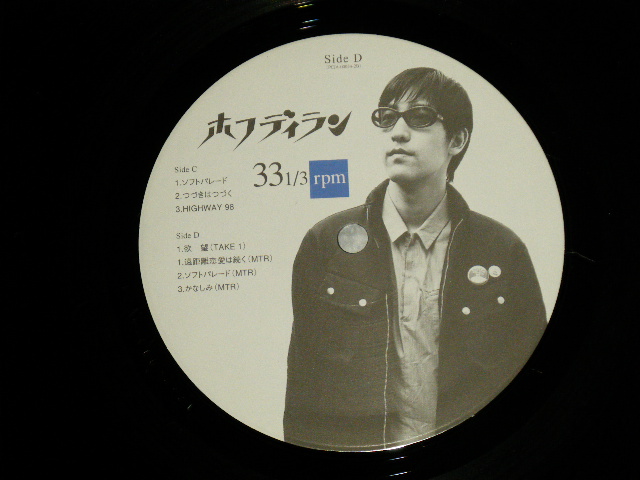 Side D
ホフディラン
33 1/3 rpm
Side C
1.ソフトパレード
2.つづきはつづく
3.HIGHWAY 98
Side D
1.欲 望(TAKE 1)
1.遠距離恋愛は続く(MTR)
2.ソフトパレード(MTR)
3.かなしみ(MTR)